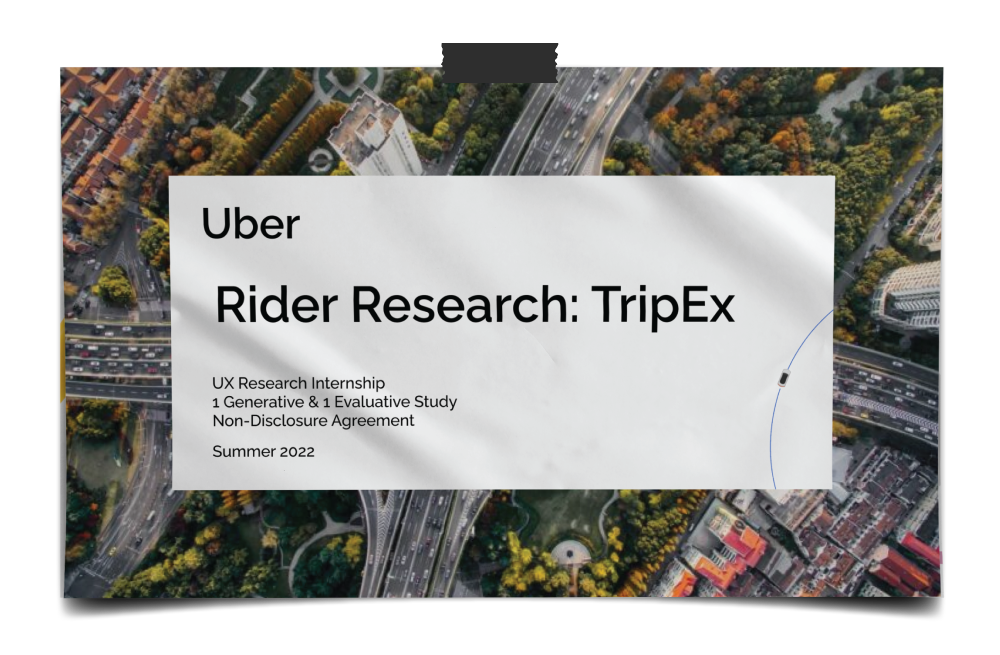 Uber
Rider Research: TripEx
UX Research Internship
1 Generative & 1 Evaluative Study
Non-Disclosure Agreement
Summer 2022